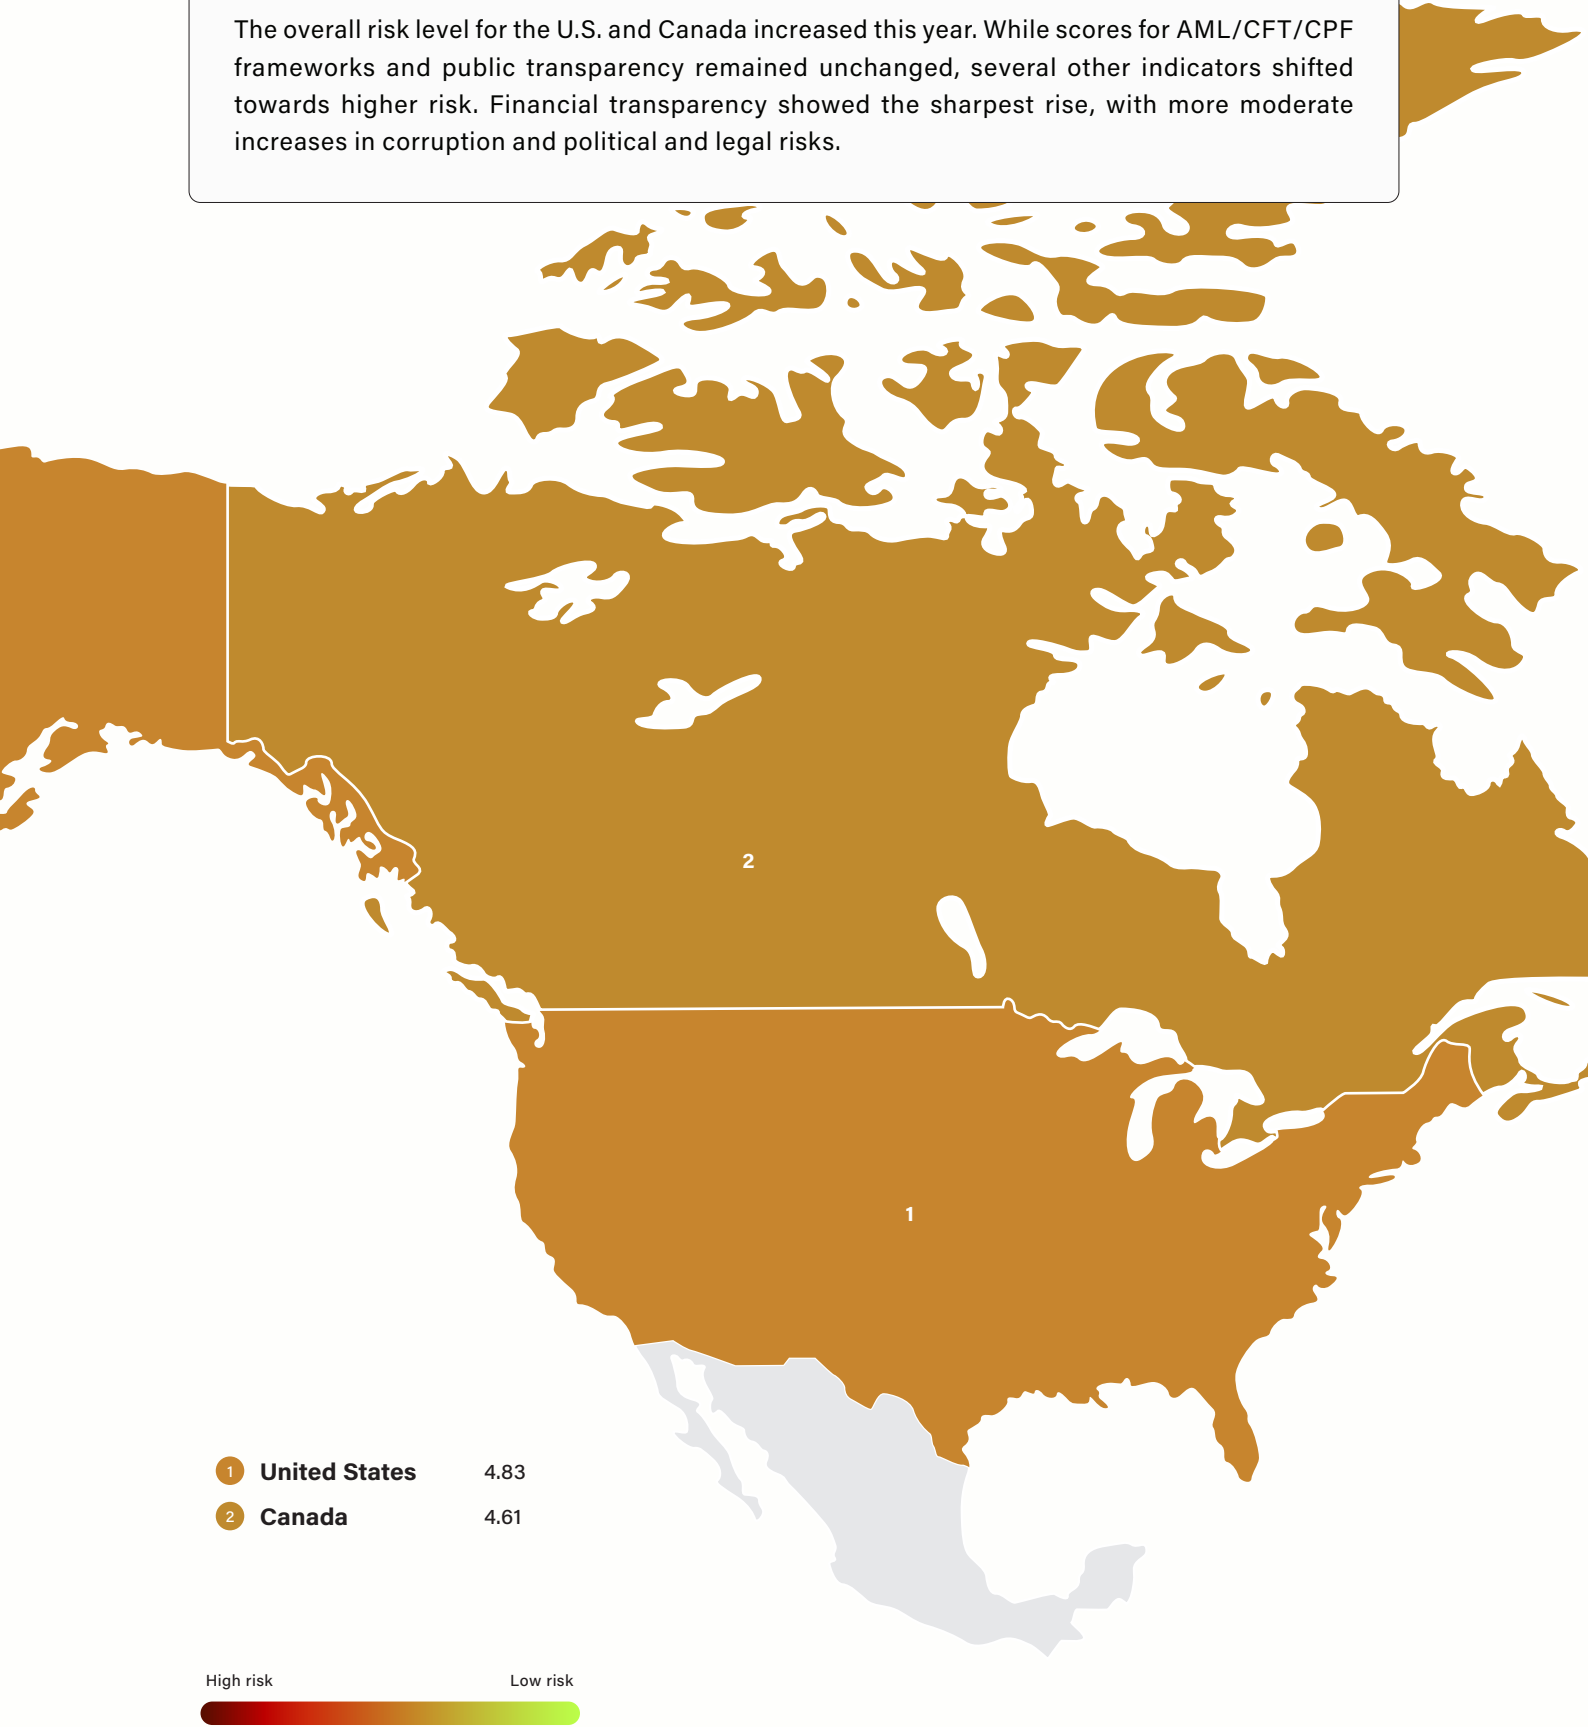 The overall risk level for the U.S. and Canada increased this year. While scores for AML/CFT/CPF
frameworks and public transparency remained unchanged, several other indicators shifted
towards higher risk. Financial transparency showed the sharpest rise, with more moderate
increases in corruption and political and legal risks.
2
1
1 United States 4.83
2 Canada 4.61
High risk Low risk